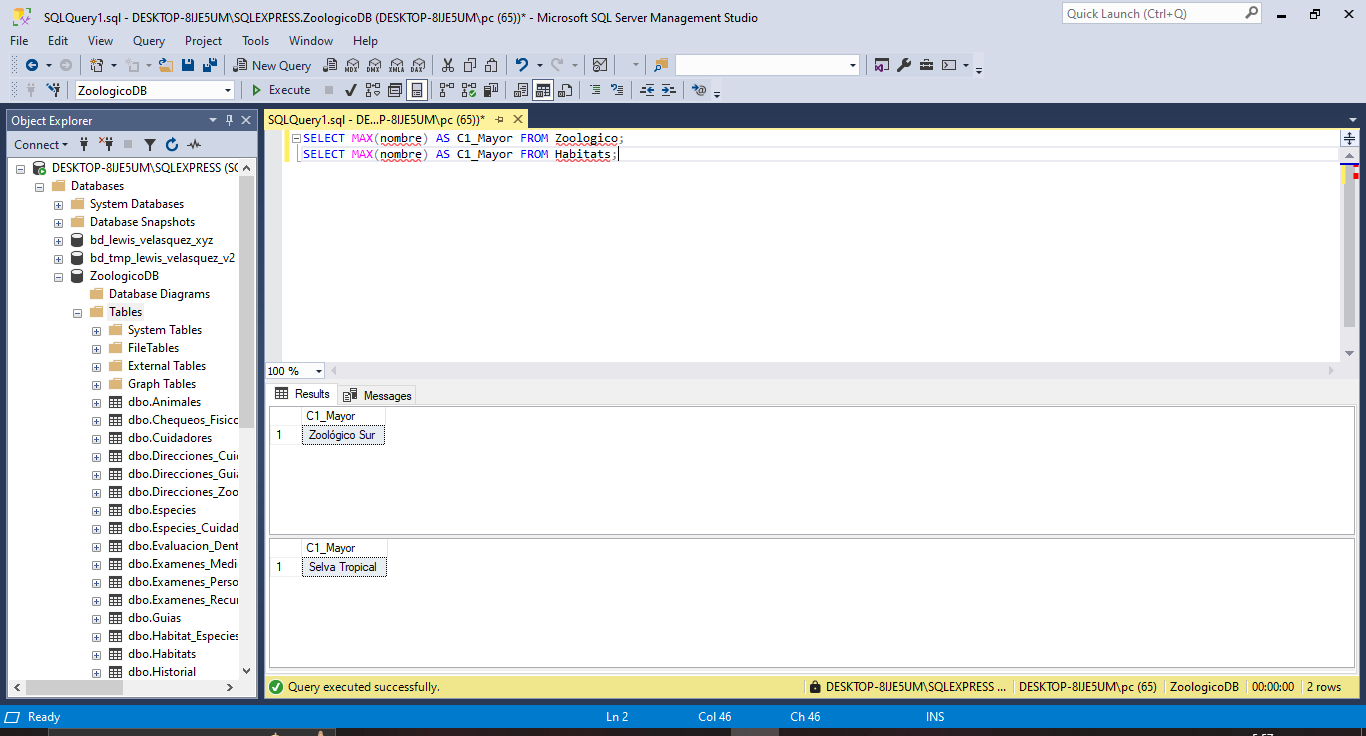 SQLQuery1.sql - DESKTOP-8IJE5UM\SQLEXPRESS.ZoologicoDB (DESKTOP-8IJE5UM\pc (65))* - Microsoft SQL Server Management Studio
Quick Launch (Ctrl+Q)
File Edit View Query Project Tools Window Help
New Query MDX DMX XMLA DAX
ZoologicoDB Execute
Object Explorer
Connect
DESKTOP-8IJE5UM\SQLEXPRESS (SQ
Databases
System Databases
Database Snapshots
bd_lewis_velasquez_xyz
bd_tmp_lewis_velasquez_v2
ZoologicoDB
Database Diagrams
Tables
System Tables
FileTables
External Tables
Graph Tables
dbo.Animales
dbo.Chequeos_Fisico
dbo.Cuidadores
dbo.Direcciones_Cui
dbo.Direcciones_Guia
dbo.Direcciones_Zoo
dbo.Especies
dbo.Especies_Cuidad
dbo.Evaluacion_Dent
dbo.Examenes_Medi
dbo.Examenes_Perso
dbo.Examenes_Recur
dbo.Guias
dbo.Habitat_Especies
dbo.Habitats
dbo.Historial
SQLQuery1.sql - DE...P-8IJE5UM\pc (65))*
SELECT MAX(nombre) AS C1_Mayor FROM Zoologico;
SELECT MAX(nombre) AS C1_Mayor FROM Habitats;
100 %
Results Messages
C1_Mayor
1 Zoológico Sur
C1_Mayor
1 Selva Tropical
Query executed successfully. DESKTOP-8IJE5UM\SQLEXPRESS ... DESKTOP-8IJE5UM\pc (65) ZoologicoDB 00:00:00 2 rows
Ready Ln 2 Col 46 Ch 46 INS